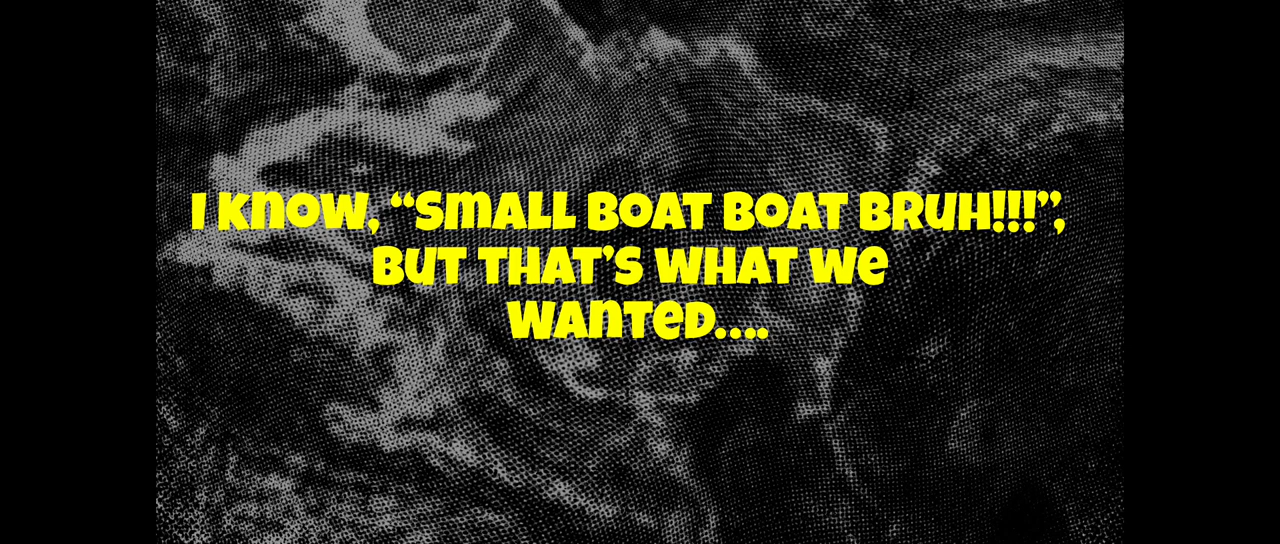 I KNOW, “SMALL BOAT BOAT BRUH!!!”,
BUT THAT’S WHAT WE
WANTED....